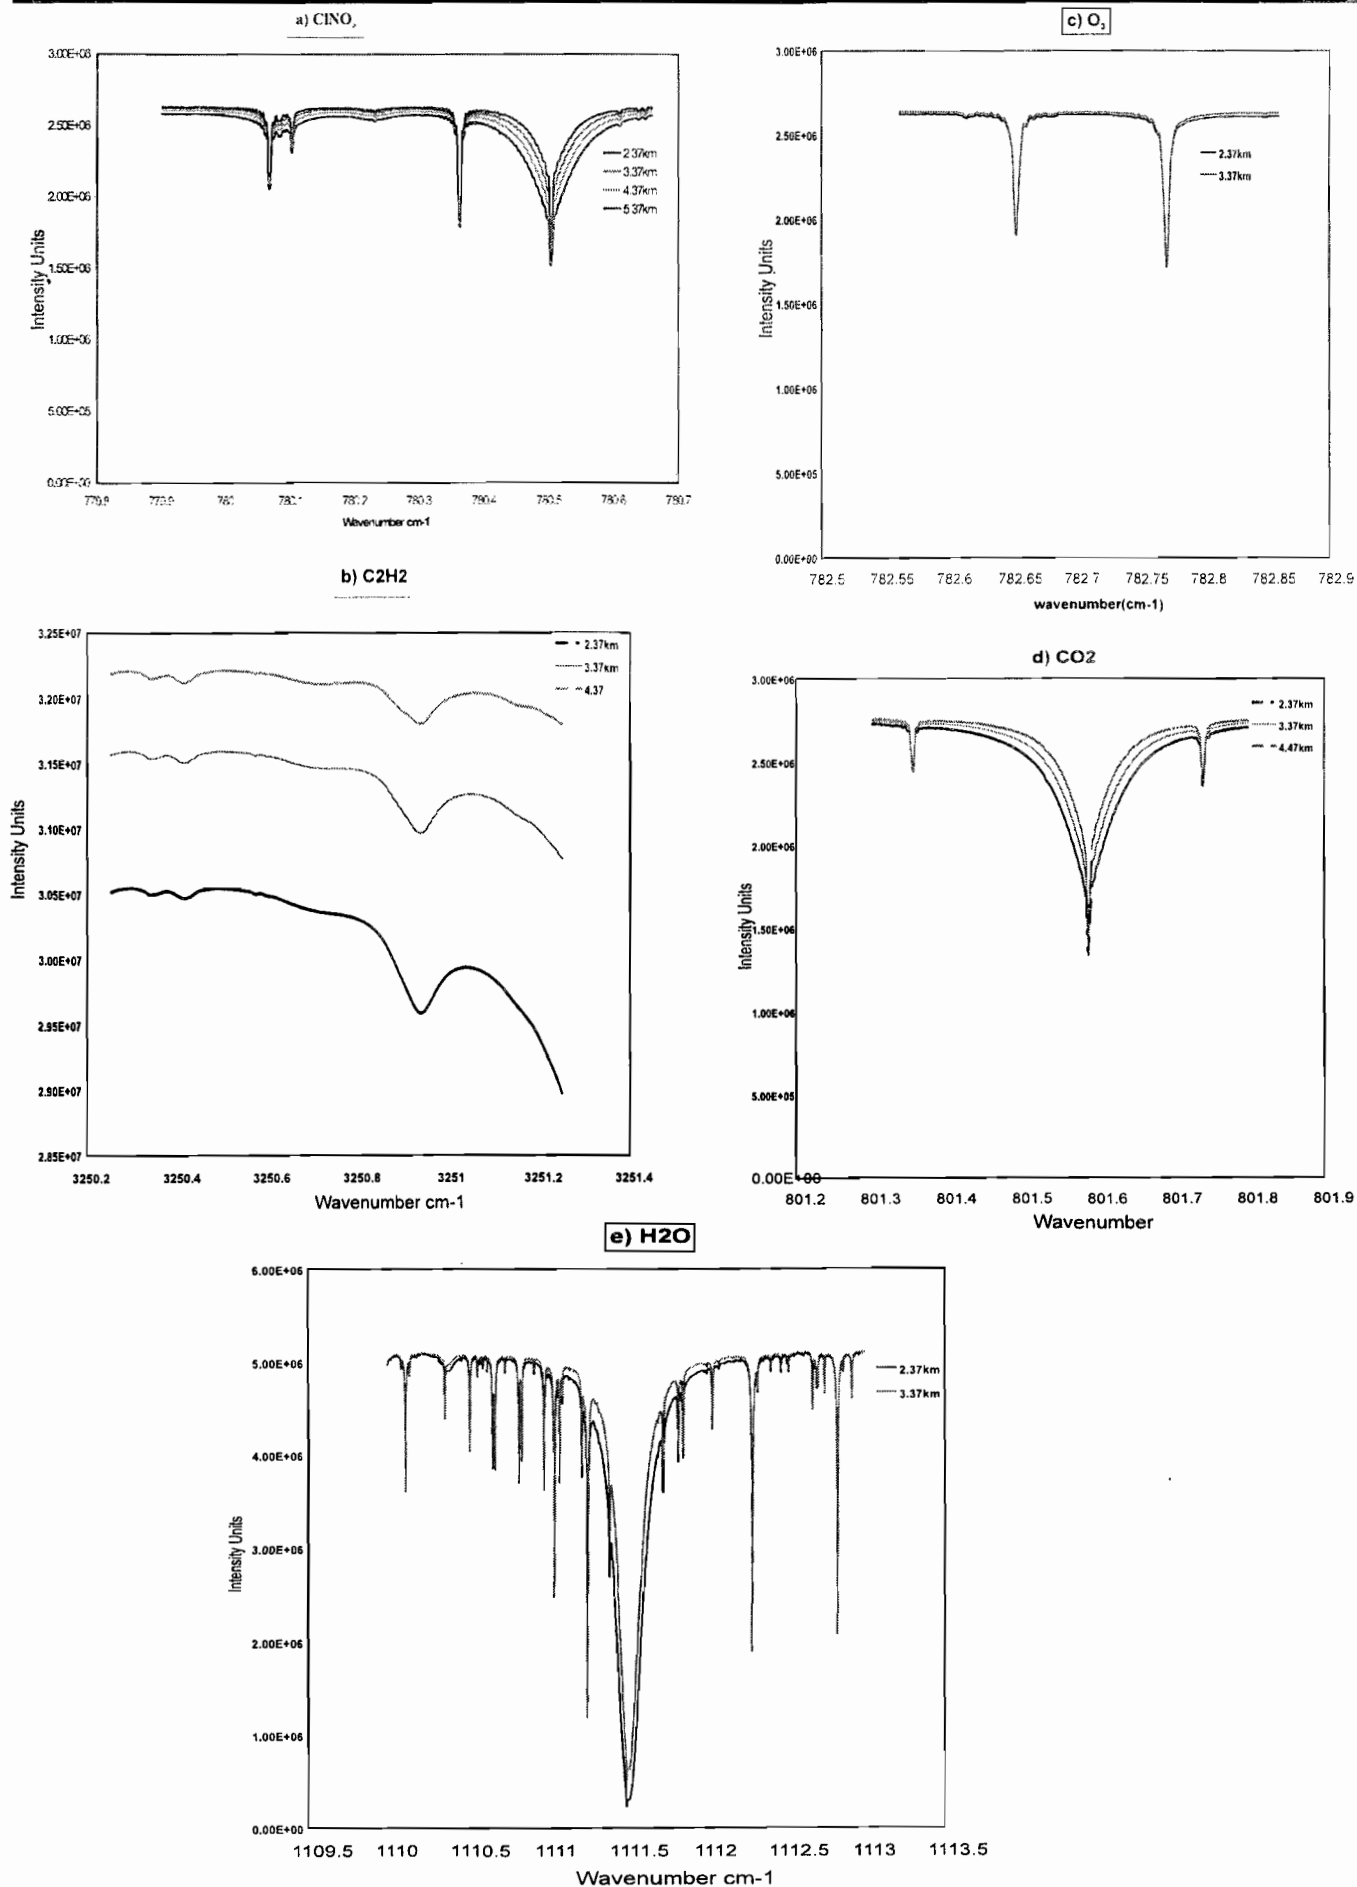 a) ClNO3
3.00E+06
2.50E+06
2.00E+06
1.50E+06
1.00E+06
5.00E+05
0.00E+00
Intensity Units
2.37km
3.37km
4.37km
5.37km
779.9 779.9 780 780.1 780.2 780.3 780.4 780.5 780.6 780.7
Wavenumber cm-1
c) O3
3.00E+06
2.50E+06
2.00E+06
1.50E+06
1.00E+06
5.00E+05
0.00E+00
Intensity Units
2.37km
3.37km
782.5 782.55 782.6 782.65 782.7 782.75 782.8 782.85 782.9
wavenumber(cm-1)
b) C2H2
3.25E+07
3.20E+07
3.15E+07
3.10E+07
3.05E+07
3.00E+07
2.95E+07
2.90E+07
2.85E+07
Intensity Units
2.37km
3.37km
4.37
3250.2 3250.4 3250.6 3250.8 3251 3251.2 3251.4
Wavenumber cm-1
d) CO2
3.00E+06
2.50E+06
2.00E+06
1.50E+06
1.00E+06
5.00E+05
0.00E+00
Intensity Units
2.37km
3.37km
4.47km
801.2 801.3 801.4 801.5 801.6 801.7 801.8 801.9
Wavenumber
e) H2O
6.00E+06
5.00E+06
4.00E+06
3.00E+06
2.00E+06
1.00E+06
0.00E+00
Intensity Units
2.37km
3.37km
1109.5 1110 1110.5 1111 1111.5 1112 1112.5 1113 1113.5
Wavenumber cm-1